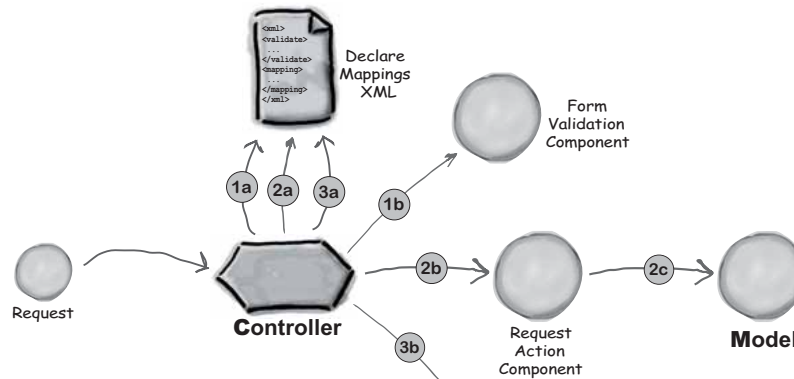 <xml>
<validate>
...
</validate>
<mapping>
...
</mapping>
</xml>
Declare
Mappings
XML
Form
Validation
Component
1a
2a
3a
1b
2b
2c
Request
Controller
3b
Request
Action
Component
Model